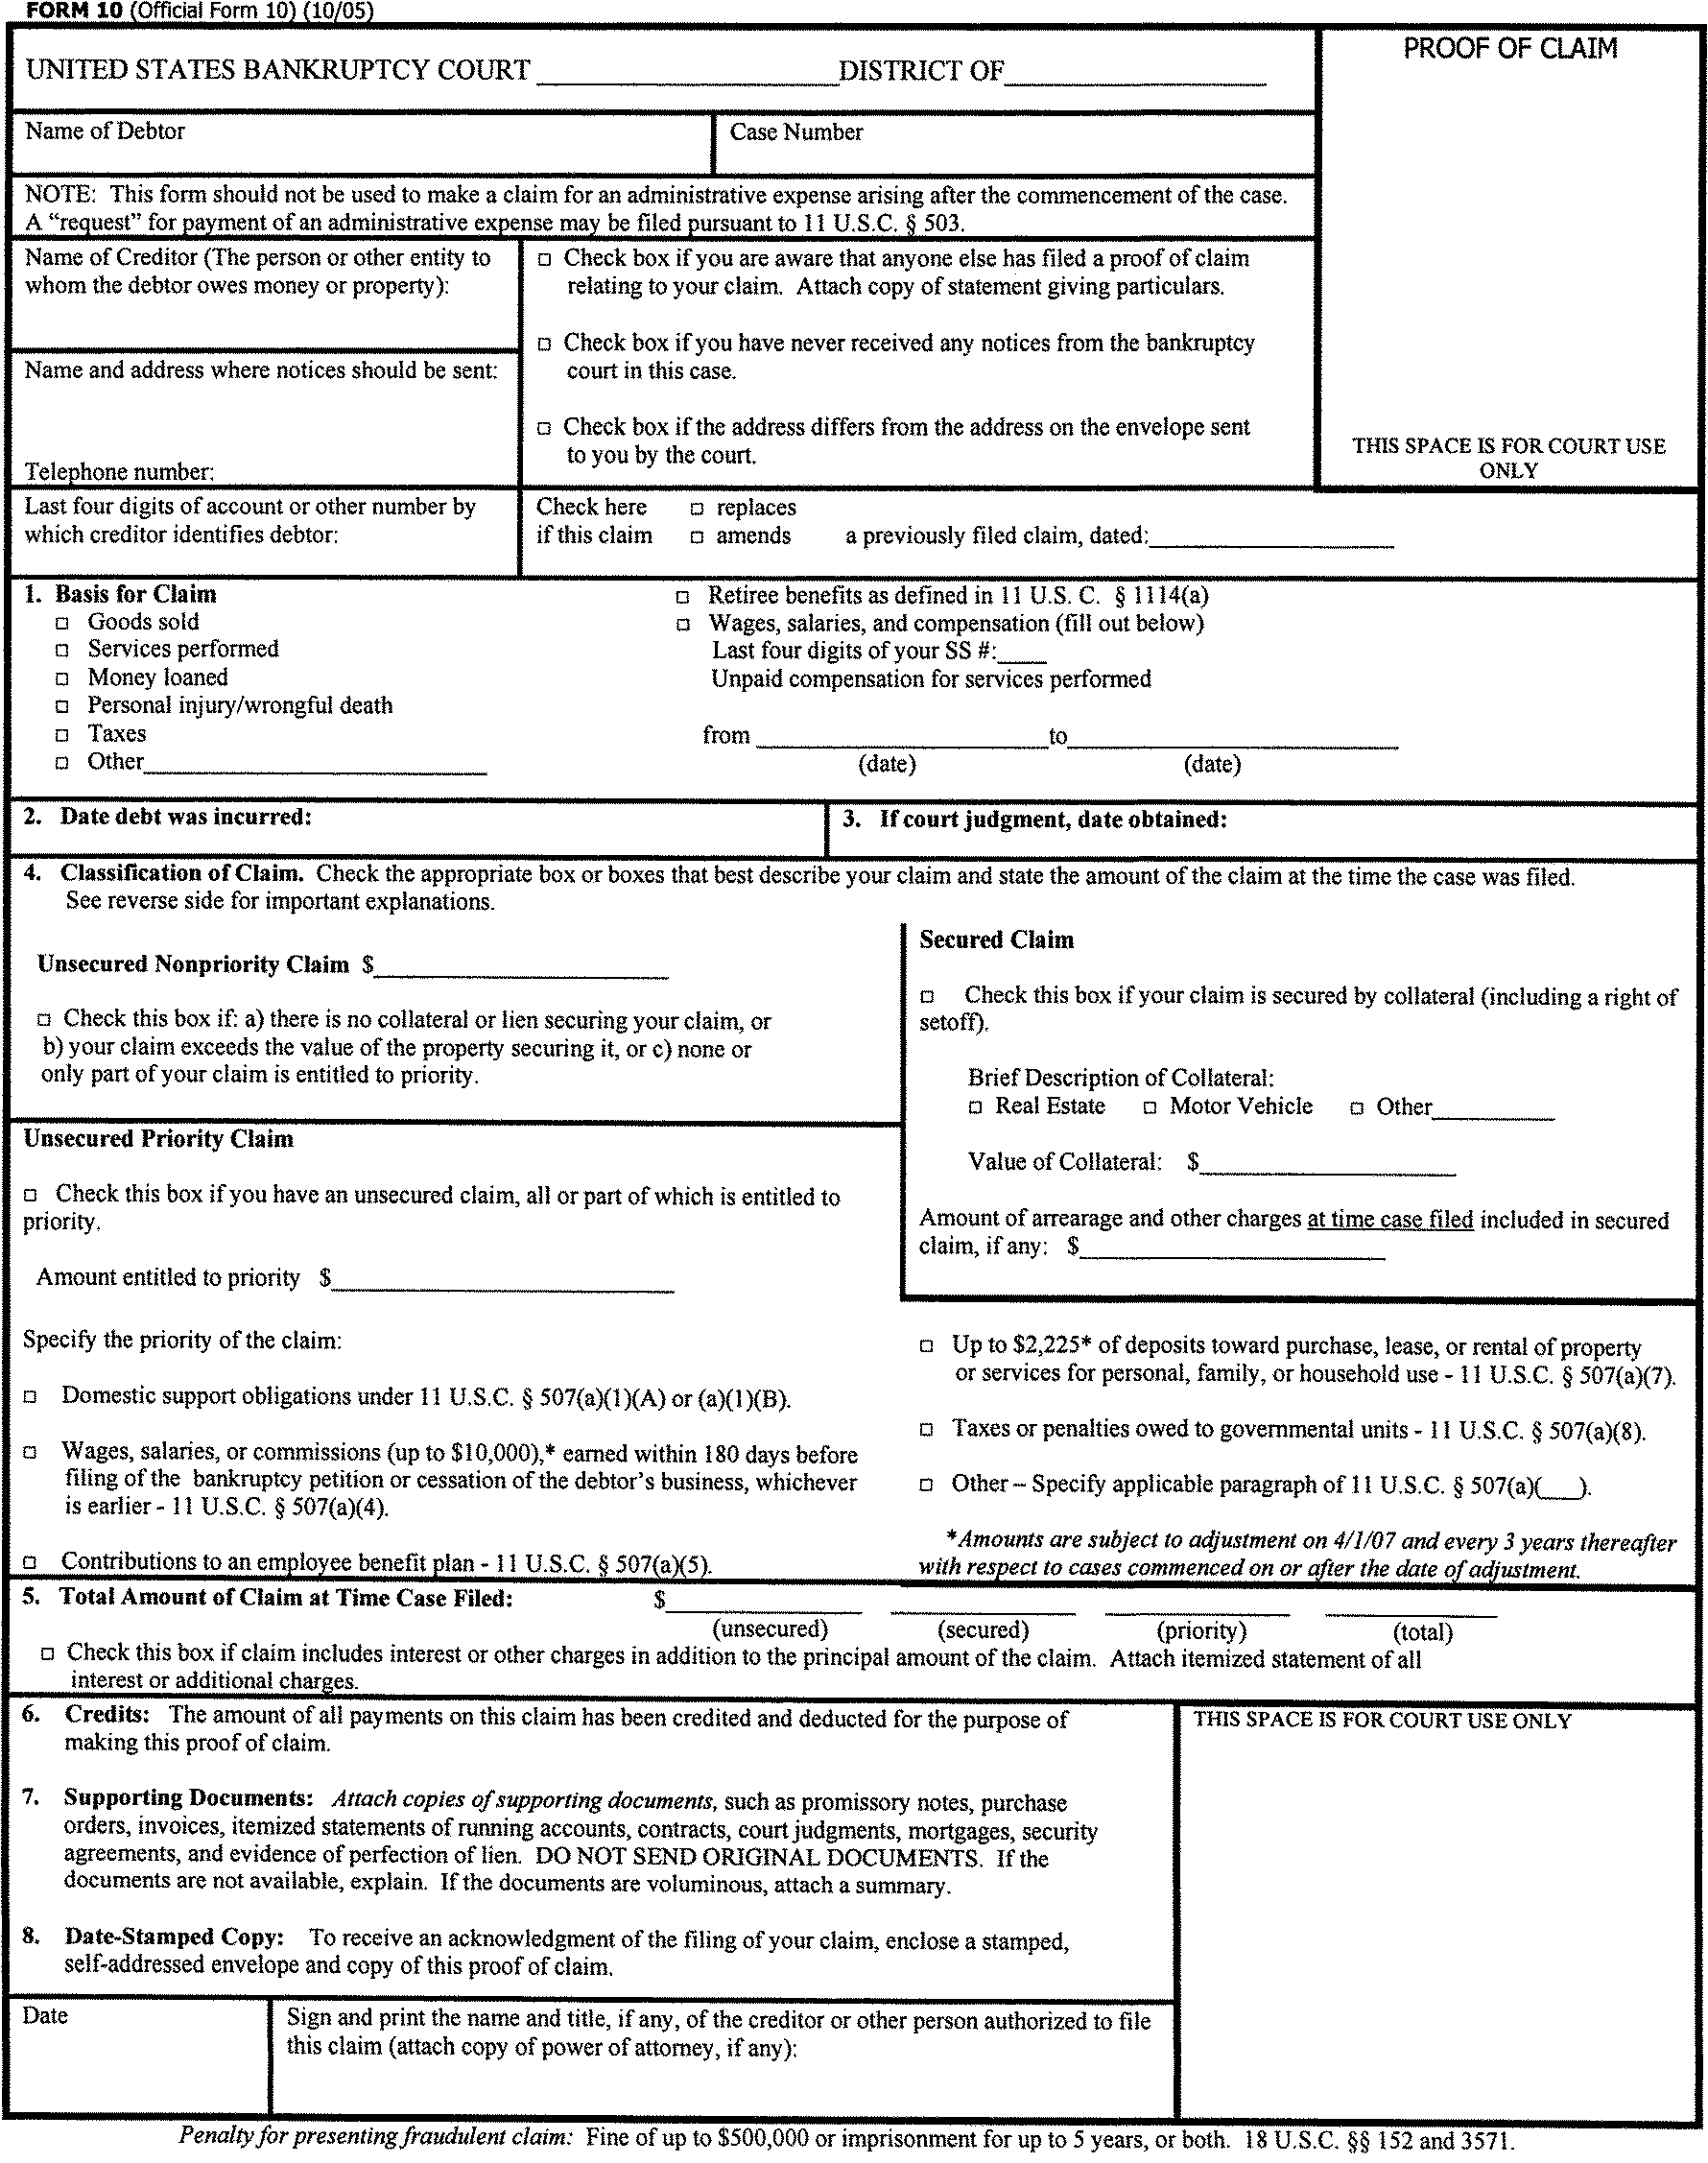 FORM 10 (Official Form 10) (10/05)
UNITED STATES BANKRUPTCY COURT ____________________DISTRICT OF__________________
PROOF OF CLAIM
Name of Debtor
Case Number
NOTE: This form should not be used to make a claim for an administrative expense arising after the commencement of the case.
A “request” for payment of an administrative expense may be filed pursuant to 11 U.S.C. § 503.
Name of Creditor (The person or other entity to
whom the debtor owes money or property):
Name and address where notices should be sent:
Telephone number:
□ Check box if you are aware that anyone else has filed a proof of claim
relating to your claim. Attach copy of statement giving particulars.
□ Check box if you have never received any notices from the bankruptcy
court in this case.
□ Check box if the address differs from the address on the envelope sent
to you by the court.
THIS SPACE IS FOR COURT USE
ONLY
Last four digits of account or other number by
which creditor identifies debtor:
Check here □ replaces
if this claim □ amends a previously filed claim, dated:_________________
1. Basis for Claim
□ Goods sold
□ Services performed
□ Money loaned
□ Personal injury/wrongful death
□ Taxes
□ Other________________________
□ Retiree benefits as defined in 11 U.S. C. § 1114(a)
□ Wages, salaries, and compensation (fill out below)
Last four digits of your SS #:____
Unpaid compensation for services performed
from ____________________to_______________________
(date) (date)
2. Date debt was incurred:
3. If court judgment, date obtained:
4. Classification of Claim. Check the appropriate box or boxes that best describe your claim and state the amount of the claim at the time the case was filed.
See reverse side for important explanations.
Unsecured Nonpriority Claim $____________________
□ Check this box if: a) there is no collateral or lien securing your claim, or
b) your claim exceeds the value of the property securing it, or c) none or
only part of your claim is entitled to priority.
Unsecured Priority Claim
□ Check this box if you have an unsecured claim, all or part of which is entitled to
priority.
Amount entitled to priority $________________________
Secured Claim
□ Check this box if your claim is secured by collateral (including a right of
setoff).
Brief Description of Collateral:
□ Real Estate □ Motor Vehicle □ Other_________
Value of Collateral: $__________________
Amount of arrearage and other charges at time case filed included in secured
claim, if any: $_____________________
Specify the priority of the claim:
□ Domestic support obligations under 11 U.S.C. § 507(a)(1)(A) or (a)(1)(B).
□ Wages, salaries, or commissions (up to $10,000),* earned within 180 days before
filing of the bankruptcy petition or cessation of the debtor’s business, whichever
is earlier - 11 U.S.C. § 507(a)(4).
□ Contributions to an employee benefit plan - 11 U.S.C. § 507(a)(5).
□ Up to $2,225* of deposits toward purchase, lease, or rental of property
or services for personal, family, or household use - 11 U.S.C. § 507(a)(7).
□ Taxes or penalties owed to governmental units - 11 U.S.C. § 507(a)(8).
□ Other – Specify applicable paragraph of 11 U.S.C. § 507(a)(___).
*Amounts are subject to adjustment on 4/1/07 and every 3 years thereafter
with respect to cases commenced on or after the date of adjustment.
5. Total Amount of Claim at Time Case Filed: $______________ _____________ _____________ ____________
(unsecured) (secured) (priority) (total)
□ Check this box if claim includes interest or other charges in addition to the principal amount of the claim. Attach itemized statement of all
interest or additional charges.
6. Credits: The amount of all payments on this claim has been credited and deducted for the purpose of
making this proof of claim.
7. Supporting Documents: Attach copies of supporting documents, such as promissory notes, purchase
orders, invoices, itemized statements of running accounts, contracts, court judgments, mortgages, security
agreements, and evidence of perfection of lien. DO NOT SEND ORIGINAL DOCUMENTS. If the
documents are not available, explain. If the documents are voluminous, attach a summary.
8. Date-Stamped Copy: To receive an acknowledgment of the filing of your claim, enclose a stamped,
self-addressed envelope and copy of this proof of claim.
THIS SPACE IS FOR COURT USE ONLY
Date
Sign and print the name and title, if any, of the creditor or other person authorized to file
this claim (attach copy of power of attorney, if any):
Penalty for presenting fraudulent claim: Fine of up to $500,000 or imprisonment for up to 5 years, or both. 18 U.S.C. §§ 152 and 3571.